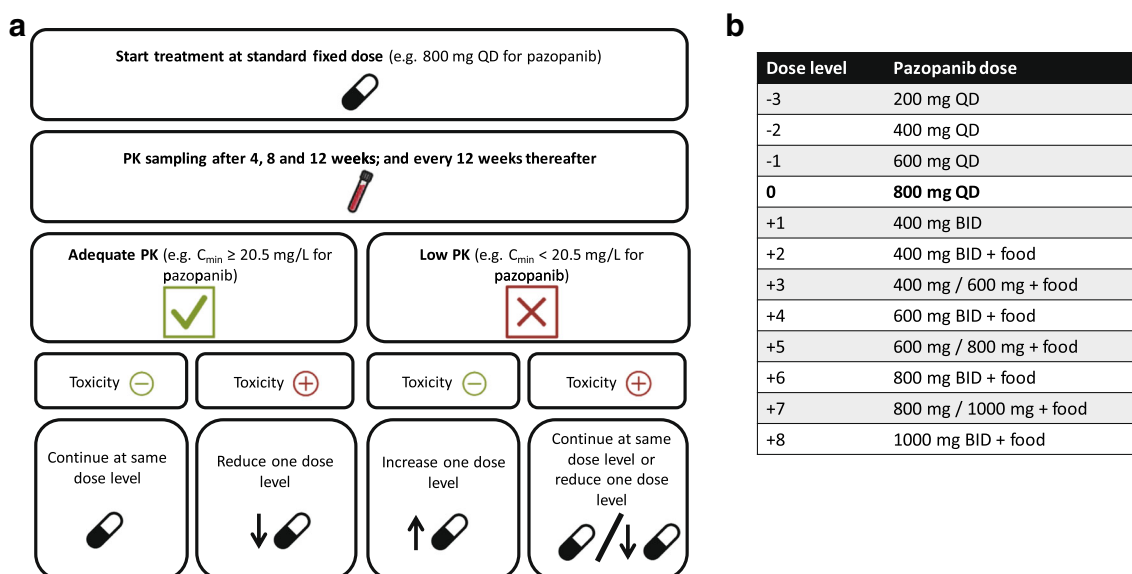 a
Start treatment at standard fixed dose (e.g. 800 mg QD for pazopanib)
PK sampling after 4, 8 and 12 weeks; and every 12 weeks thereafter
Adequate PK (e.g. Cmin ≥ 20.5 mg/L for
pazopanib)
Low PK (e.g. Cmin < 20.5 mg/L for
pazopanib)
Toxicity −
Toxicity +
Toxicity −
Toxicity +
Continue at same
dose level
Reduce one dose
level
Increase one dose
level
Continue at same
dose level or
reduce one dose
level
b
Dose level Pazopanib dose
-3 200 mg QD
-2 400 mg QD
-1 600 mg QD
0 800 mg QD
+1 400 mg BID
+2 400 mg BID + food
+3 400 mg / 600 mg + food
+4 600 mg BID + food
+5 600 mg / 800 mg + food
+6 800 mg BID + food
+7 800 mg / 1000 mg + food
+8 1000 mg BID + food